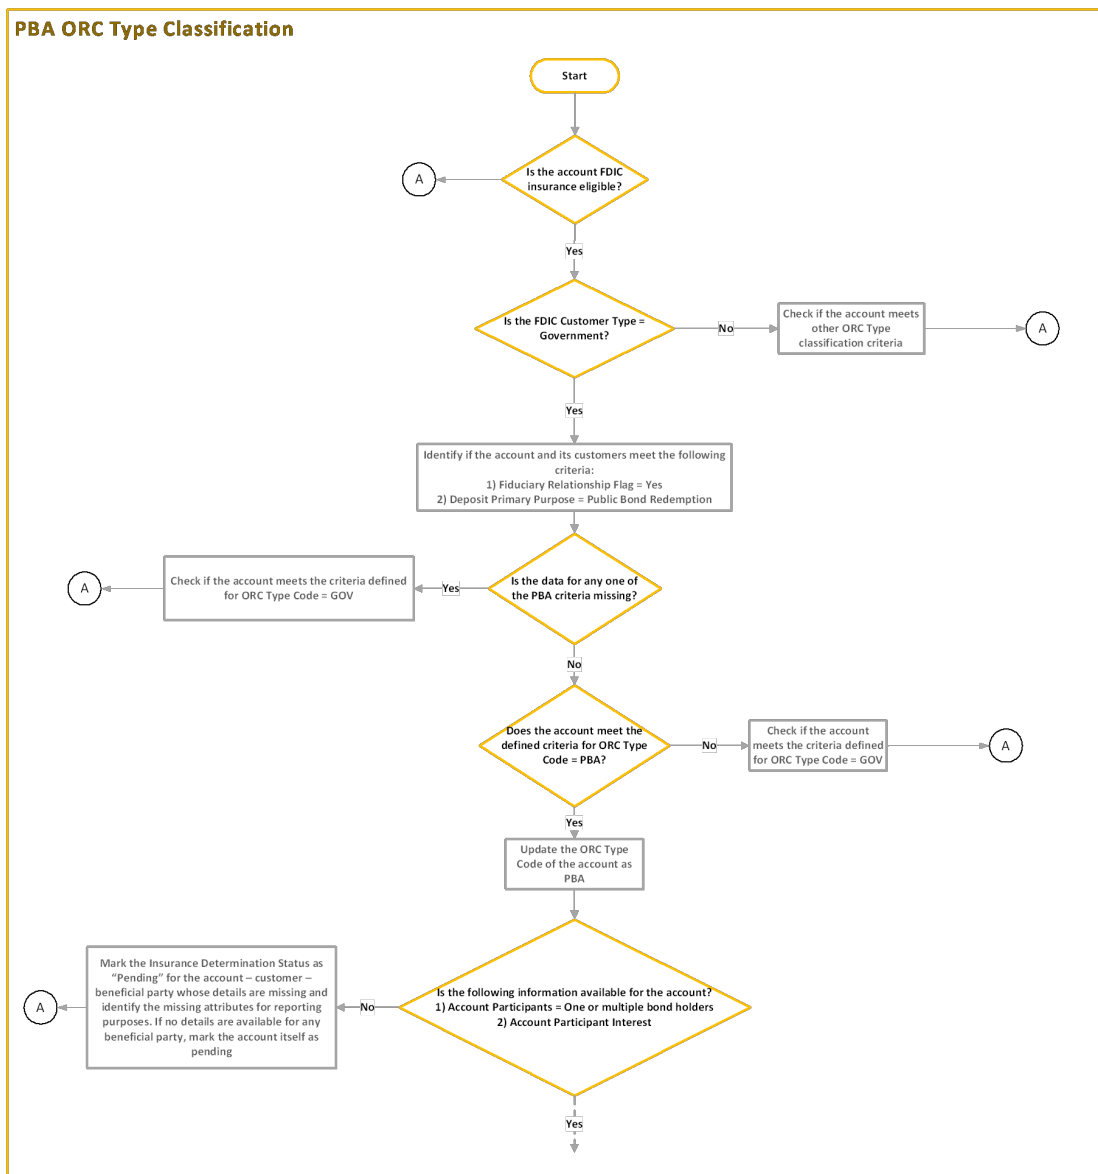 PBA ORC Type Classification
Start
Is the account FDIC
insurance eligible?
A
Yes
Is the FDIC Customer Type =
Government?
No
Check if the account meets
other ORC Type
classification criteria
A
Yes
Identify if the account and its customers meet the following
criteria:
1) Fiduciary Relationship Flag = Yes
2) Deposit Primary Purpose = Public Bond Redemption
Is the data for any one of
the PBA criteria missing?
Yes
Check if the account meets the criteria defined
for ORC Type Code = GOV
A
No
Does the account meet the
defined criteria for ORC Type
Code = PBA?
No
Check if the account
meets the criteria defined
for ORC Type Code = GOV
A
Yes
Update the ORC Type
Code of the account as
PBA
Is the following information available for the account?
1) Account Participants = One or multiple bond holders
2) Account Participant Interest
No
Mark the Insurance Determination Status as
“Pending” for the account – customer –
beneficial party whose details are missing and
identify the missing attributes for reporting
purposes. If no details are available for any
beneficial party, mark the account itself as
pending
A
Yes